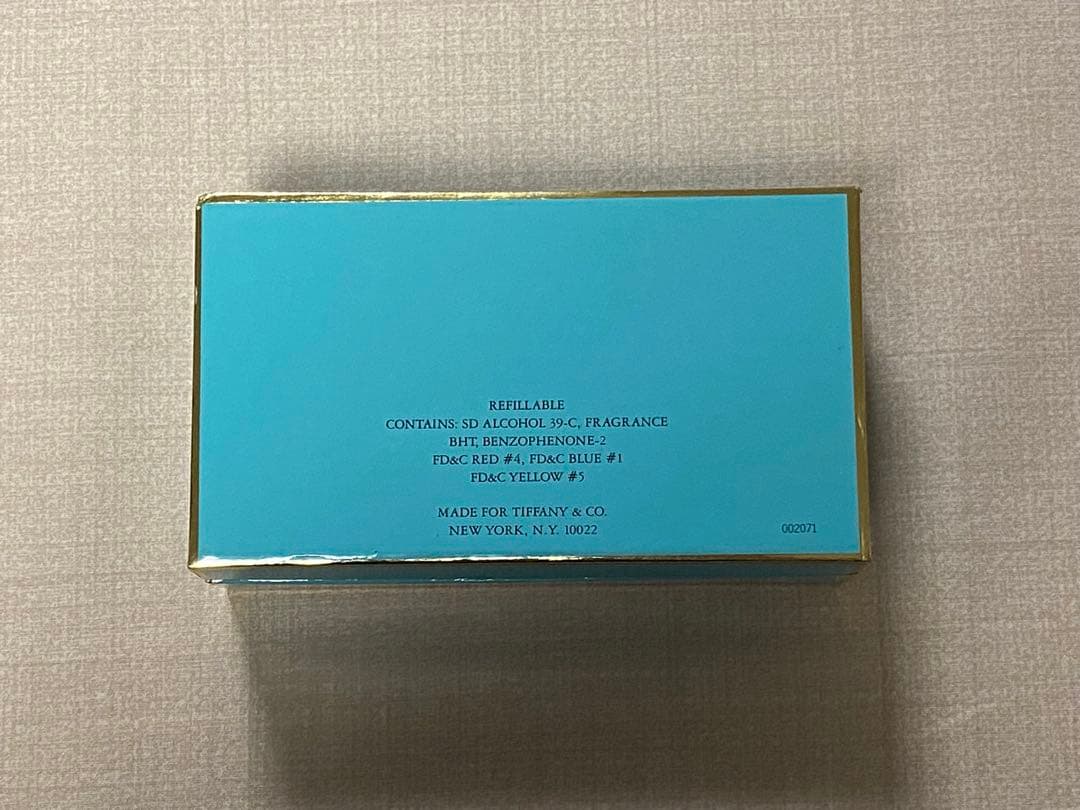 REFILLABLE
CONTAINS: SD ALCOHOL 39-C, FRAGRANCE
BHT, BENZOPHENONE-2
FD&C RED #4, FD&C BLUE #1
FD&C YELLOW #5
MADE FOR TIFFANY & CO.
NEW YORK, N.Y. 10022
002071